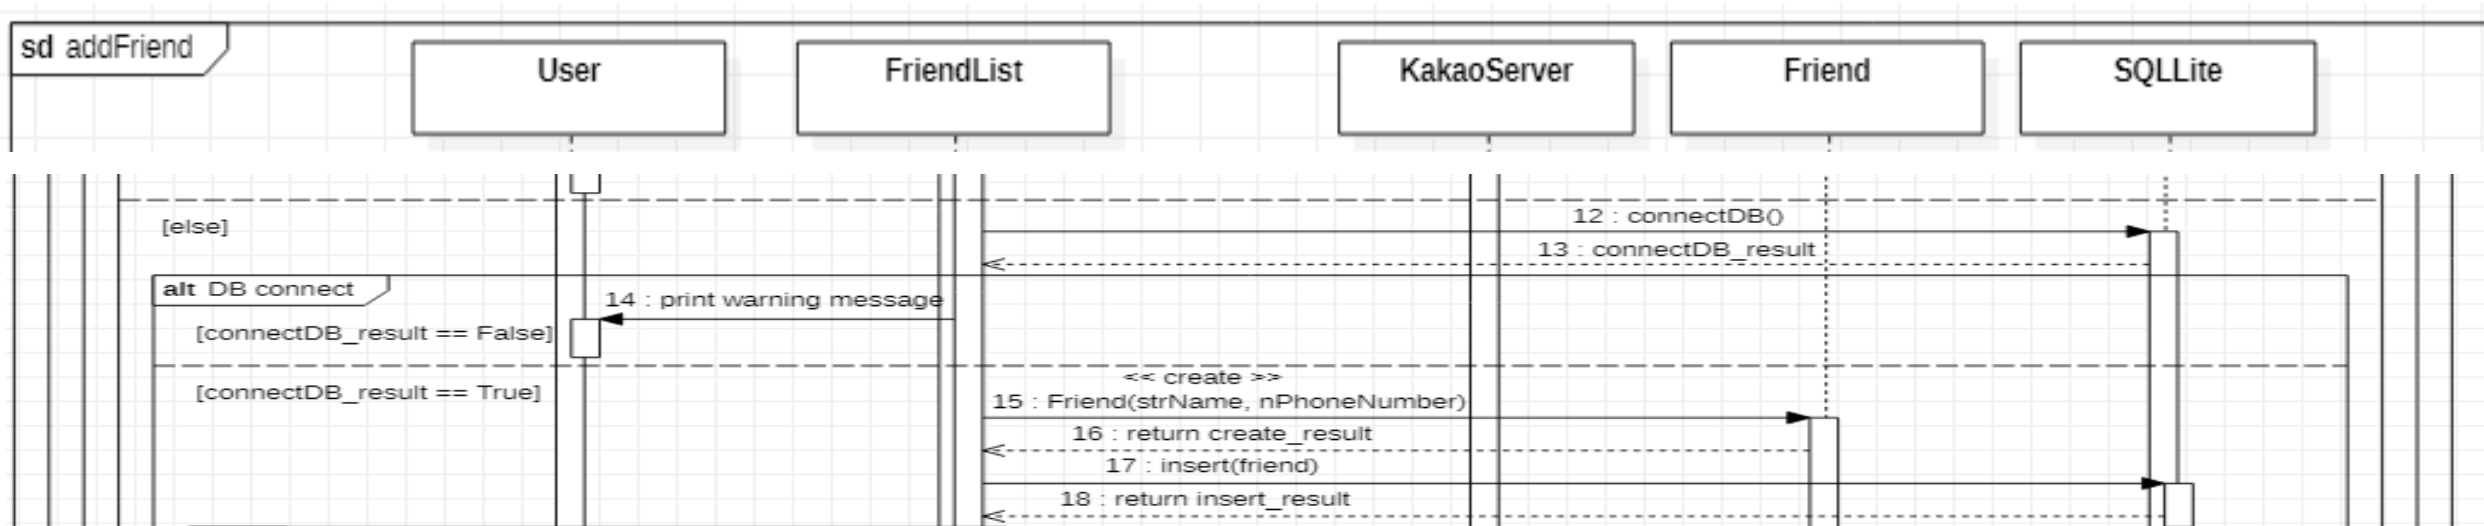 sd addFriend
User
FriendList
KakaoServer
Friend
SQLLite
[else]
12 : connectDB()
13 : connectDB_result
alt DB connect
14 : print warning message
[connectDB_result == False]
[connectDB_result == True]
<< create >>
15 : Friend(strName, nPhoneNumber)
16 : return create_result
17 : insert(friend)
18 : return insert_result